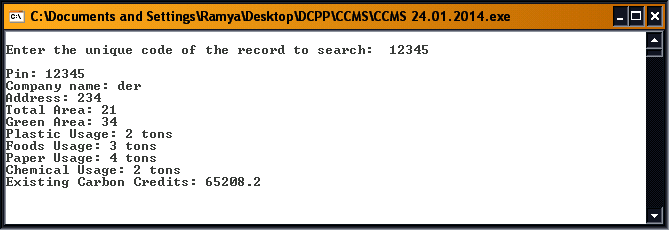 C:\Documents and Settings\Ramya\Desktop\DCPP\CCMS\CCMS 24.01.2014.exe
Enter the unique code of the record to search:  12345
Pin: 12345
Company name: der
Address: 234
Total Area: 21
Green Area: 34
Plastic Usage: 2 tons
Foods Usage: 3 tons
Paper Usage: 4 tons
Chemical Usage: 2 tons
Existing Carbon Credits: 65208.2